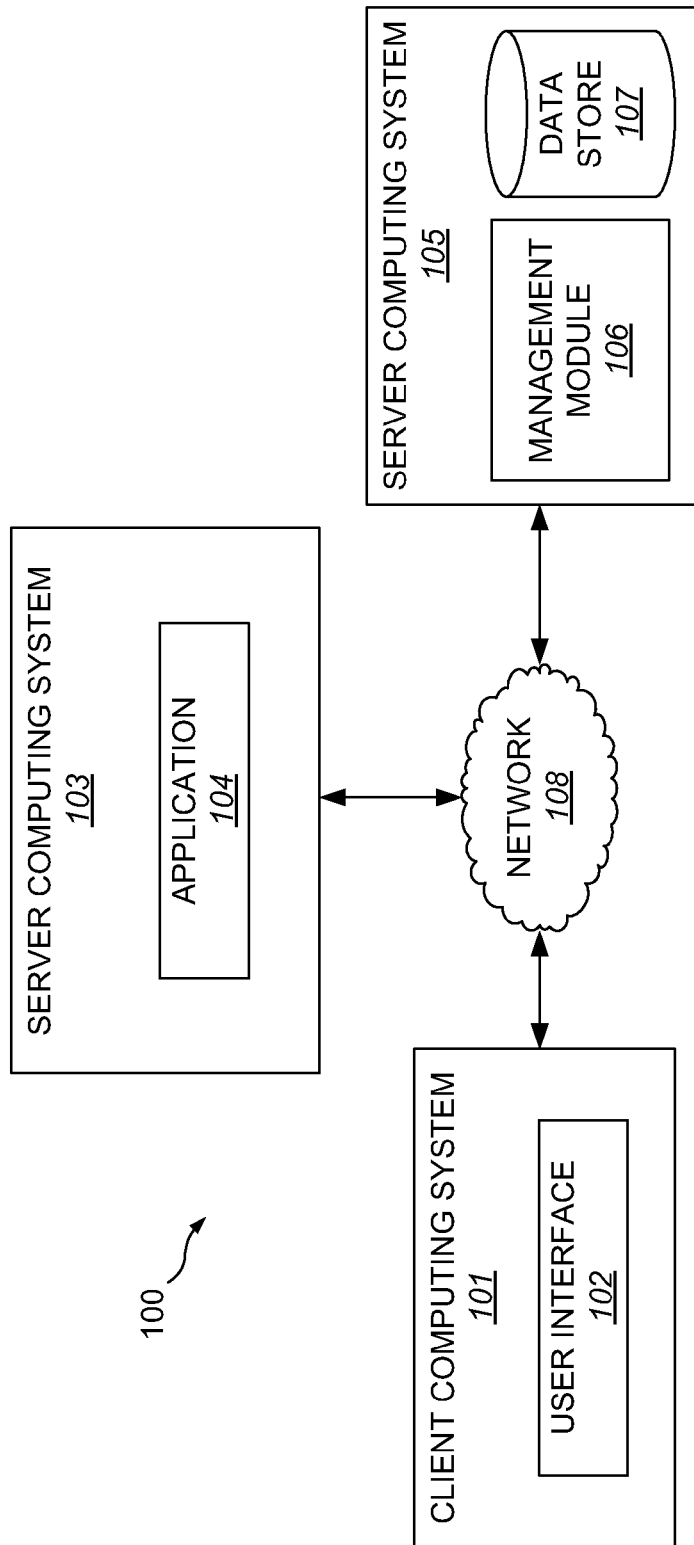 100
SERVER COMPUTING SYSTEM
103
APPLICATION
104
CLIENT COMPUTING SYSTEM
101
USER INTERFACE
102
NETWORK
108
SERVER COMPUTING SYSTEM
105
MANAGEMENT
MODULE
106
DATA
STORE
107